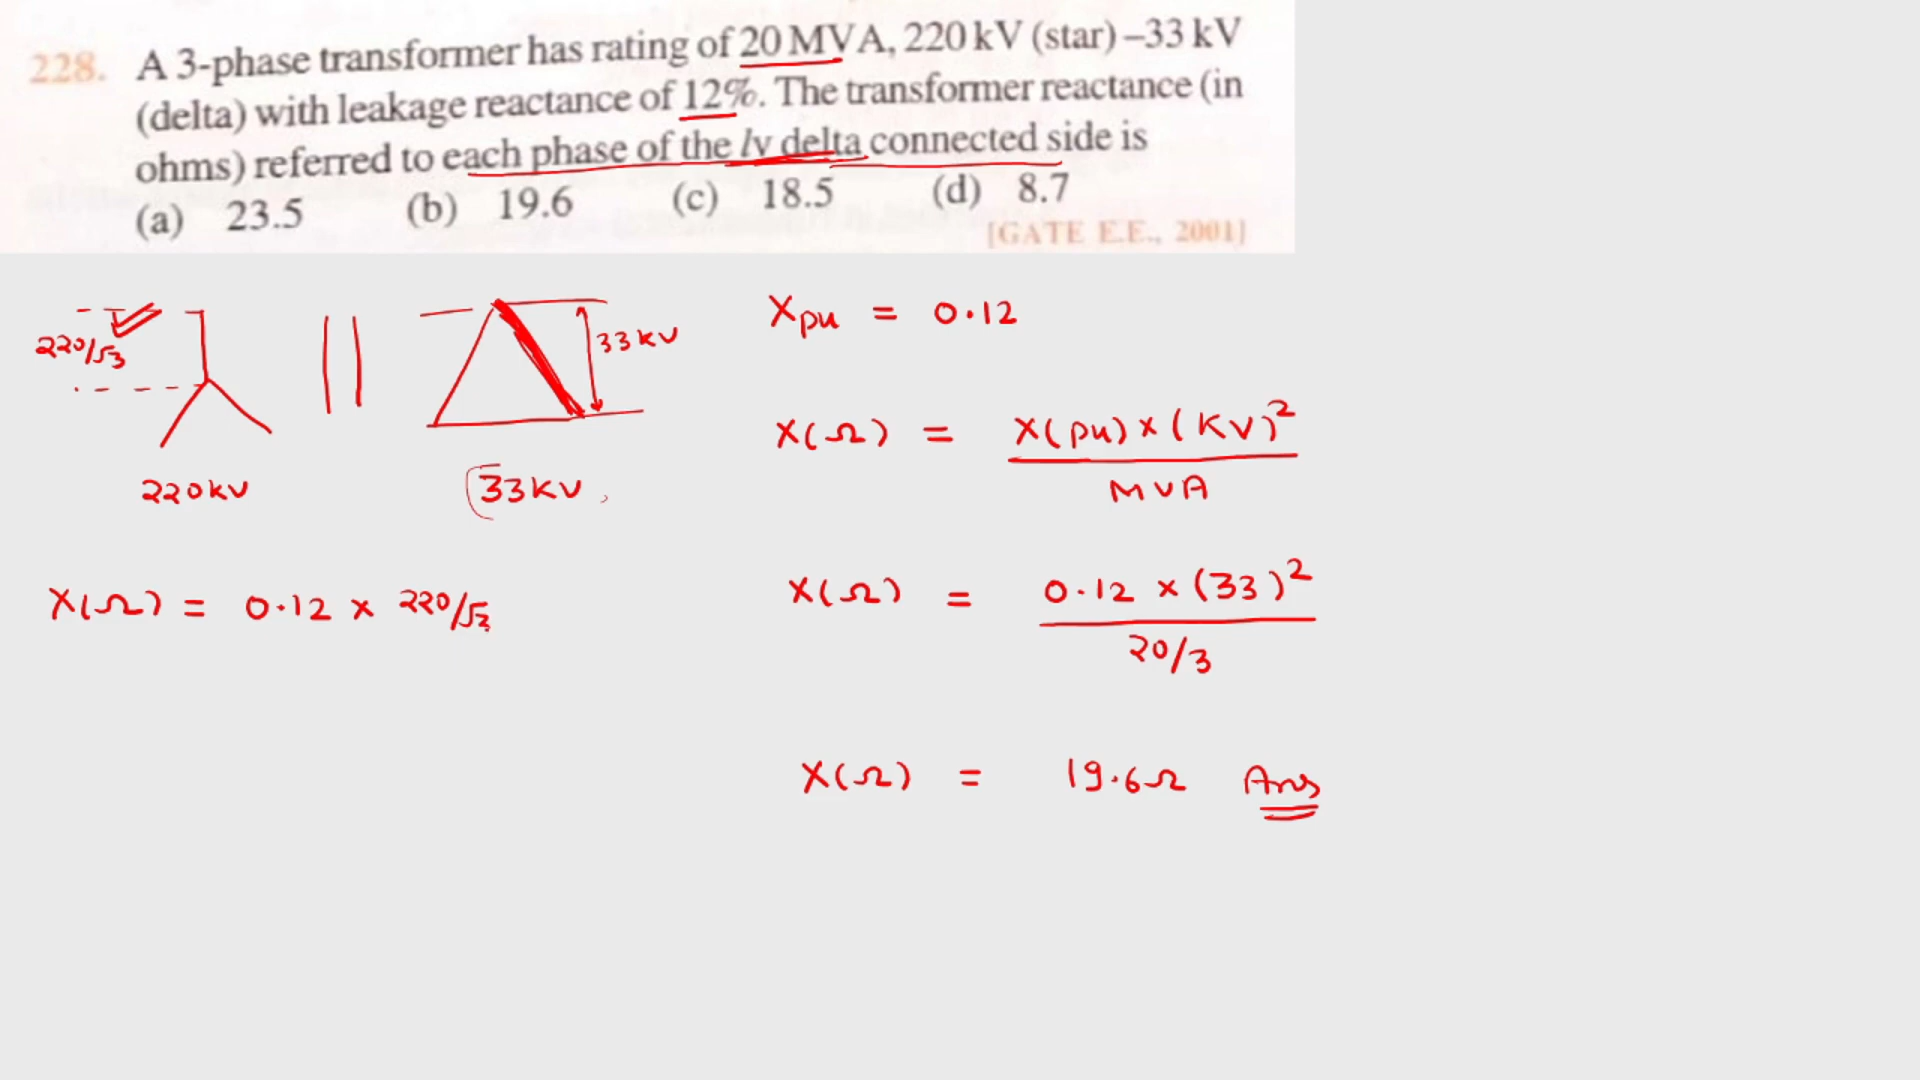 228. A 3-phase transformer has rating of 20 MVA, 220 kV (star) –33 kV
(delta) with leakage reactance of 12%. The transformer reactance (in
ohms) referred to each phase of the lv delta connected side is
(a) 23.5 (b) 19.6 (c) 18.5 (d) 8.7
[GATE E.E., 2001]
220/√3
33 KV
220KV
33KV
X(Ω) = 0.12 x 220/√3
Xpu = 0.12
X(Ω) = X(pu) x (KV)²
MVA
X(Ω) = 0.12 x (33)²
20/3
X(Ω) = 19.6Ω Ans